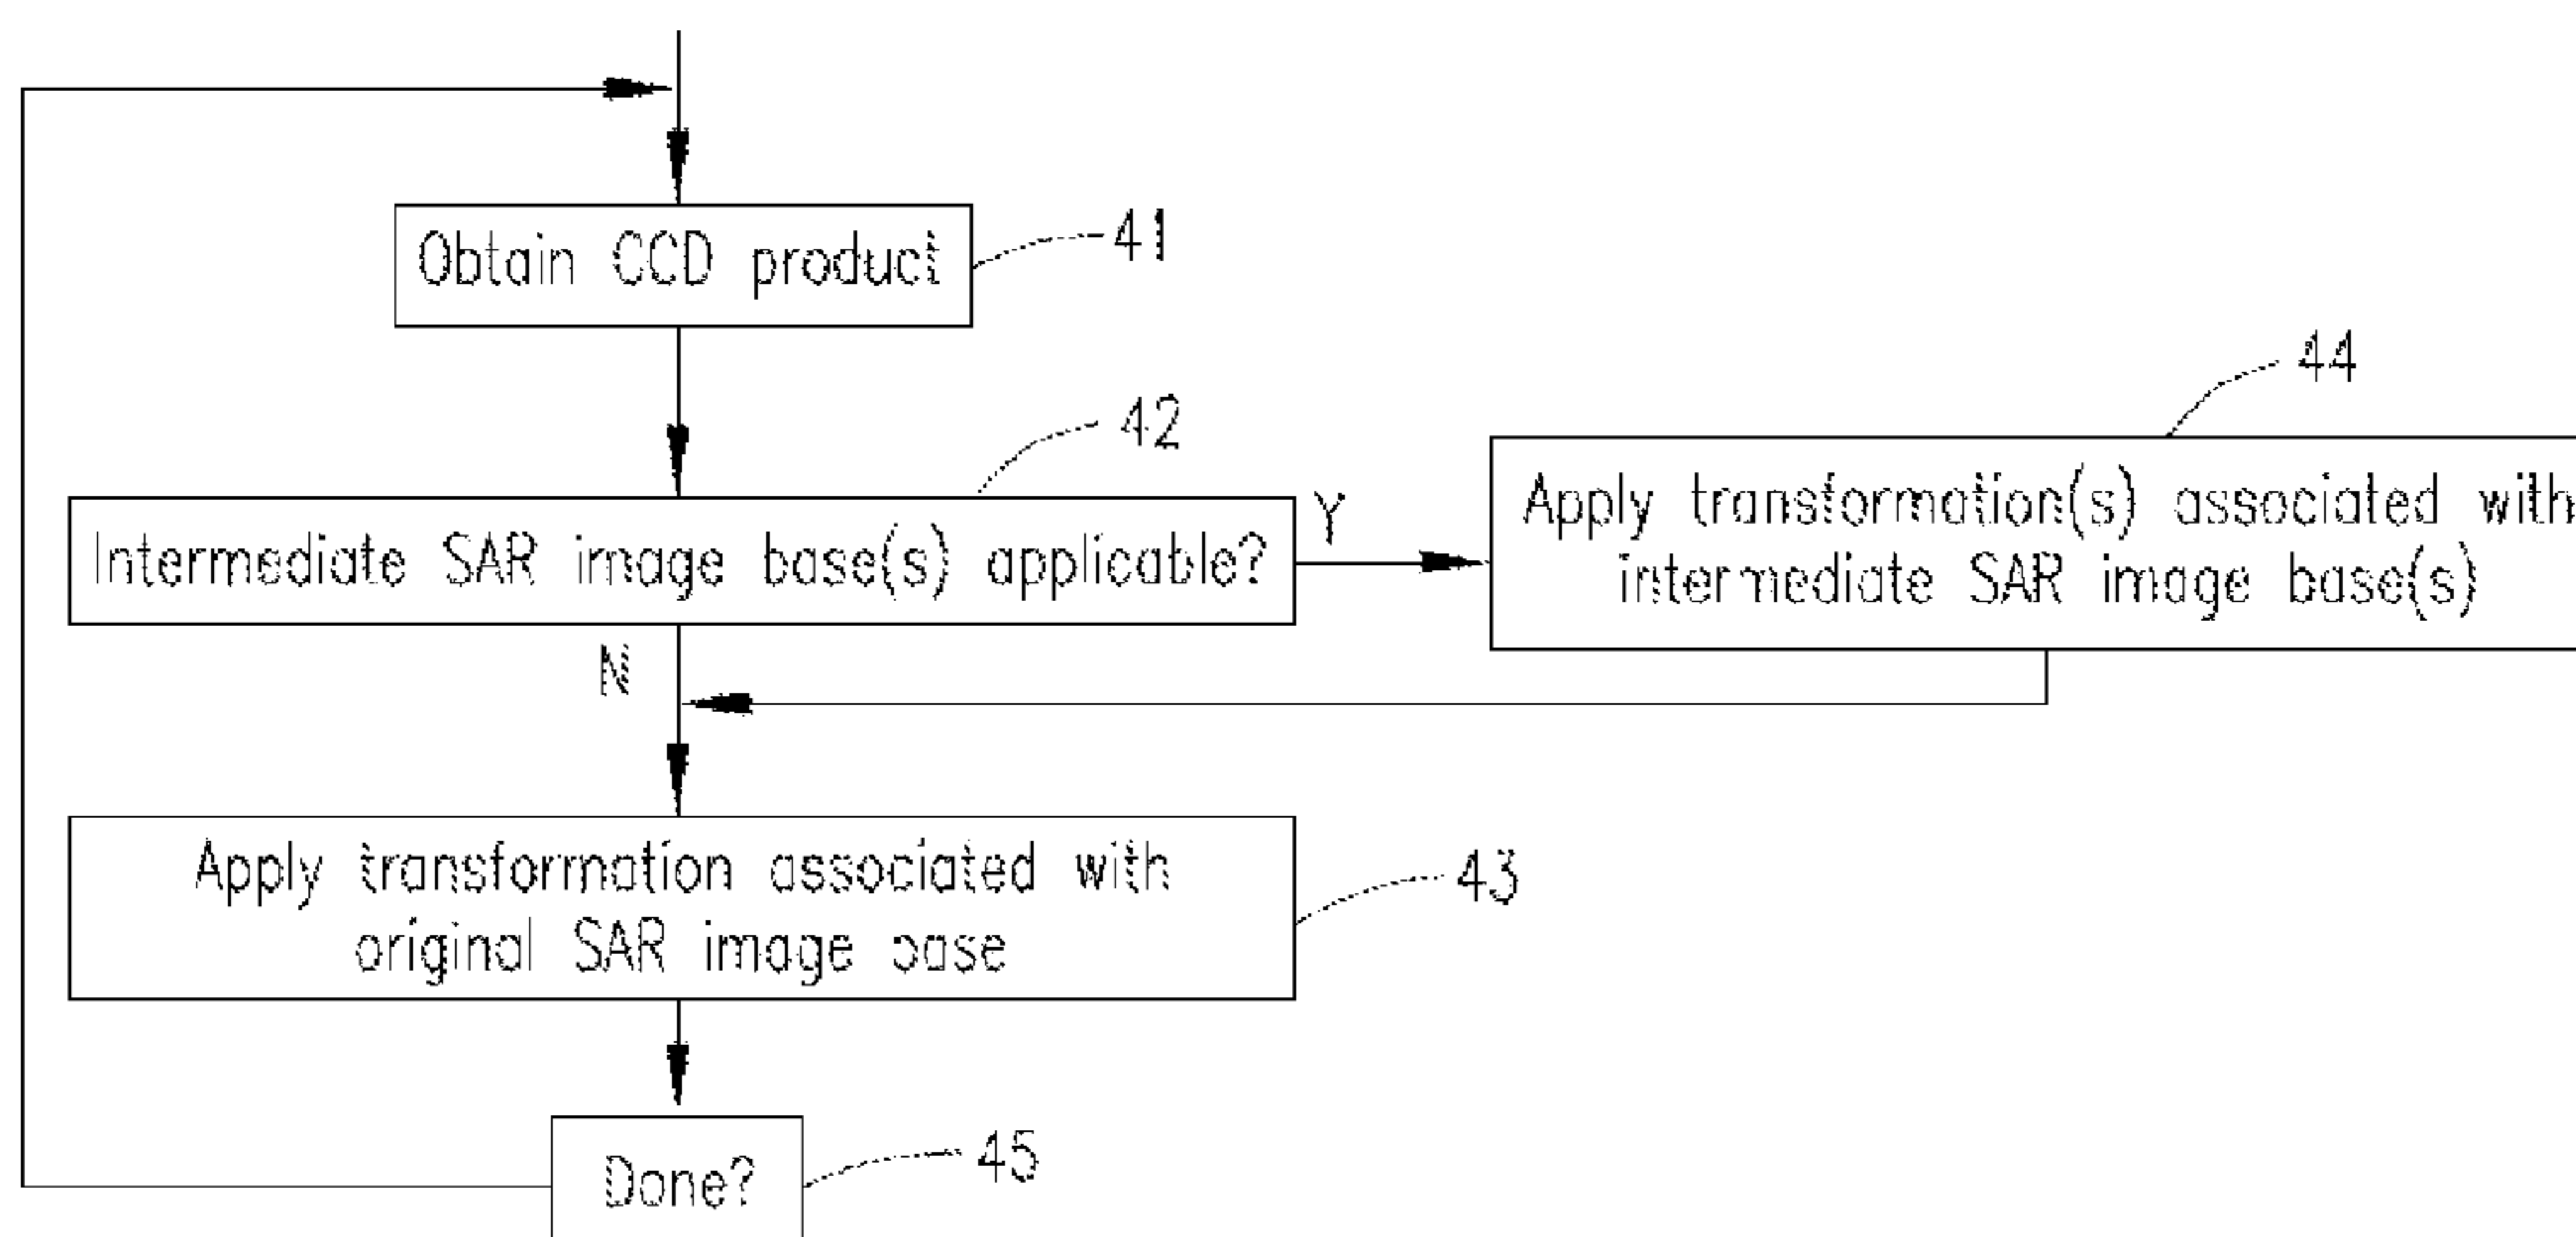 Obtain CCD product
41
42
44
Intermediate SAR image base(s) applicable?
Y
Apply transformation(s) associated with
intermediate SAR image base(s)
N
Apply transformation associated with
original SAR image base
43
Done?
45